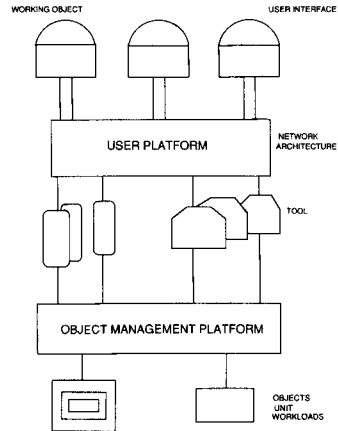 WORKING OBJECT
USER INTERFACE
USER PLATFORM
NETWORK
ARCHITECTURE
TOOL
OBJECT MANAGEMENT PLATFORM
OBJECTS
UNIT
WORKLOADS